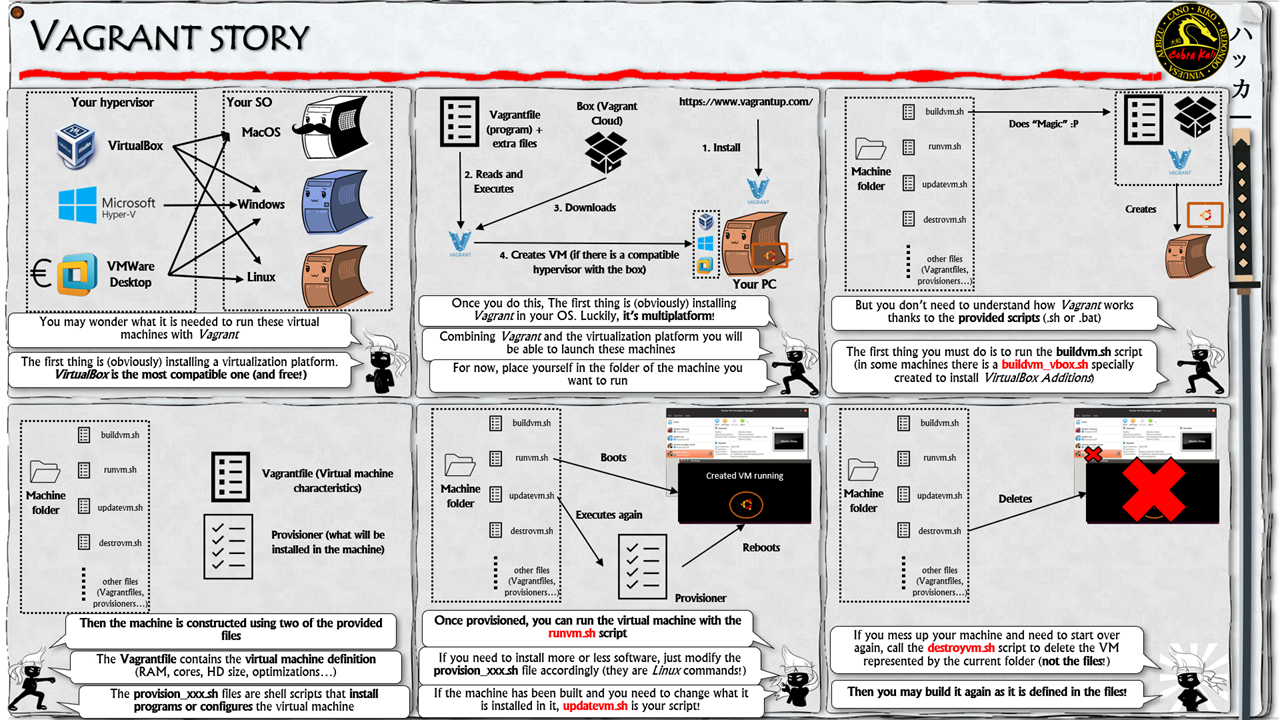 VAGRANT STORY
ALBIZU · CANO · KIKO · REDONDO · VINUESA
大和
Cobra Kali
ハッカー
Your hypervisor
Your SO
VirtualBox
MacOS
Microsoft
Hyper-V
Windows
€
VMWare
Desktop
Linux
You may wonder what it is needed to run these virtual
machines with Vagrant
The first thing is (obviously) installing a virtualization platform.
VirtualBox is the most compatible one (and free!)
Vagrantfile
(program) +
extra files
Box (Vagrant
Cloud)
https://www.vagrantup.com/
1. Install
2. Reads and
Executes
3. Downloads
VAGRANT
VAGRANT
4. Creates VM (if there is a compatible
hypervisor with the box)
Your PC
Once you do this, The first thing is (obviously) installing
Vagrant in your OS. Luckily, it's multiplatform!
Combining Vagrant and the virtualization platform you will
be able to launch these machines
For now, place yourself in the folder of the machine you
want to run
Machine
folder
buildvm.sh
runvm.sh
updatevm.sh
destrovm.sh
other files
(Vagrantfiles,
provisioners…)
Does “Magic” :P
VAGRANT
Creates
But you don't need to understand how Vagrant works
thanks to the provided scripts (.sh or .bat)
The first thing you must do is to run the buildvm.sh script
(in some machines there is a buildvm_vbox.sh specially
created to install VirtualBox Additions)
Machine
folder
buildvm.sh
runvm.sh
updatevm.sh
destrovm.sh
other files
(Vagrantfiles,
provisioners…)
Vagrantfile (Virtual machine
characteristics)
Provisioner (what will be
installed in the machine)
Then the machine is constructed using two of the provided
files
The Vagrantfile contains the virtual machine definition
(RAM, cores, HD size, optimizations…)
The provision_xxx.sh files are shell scripts that install
programs or configures the virtual machine
Machine
folder
buildvm.sh
runvm.sh
updatevm.sh
destrovm.sh
other files
(Vagrantfiles,
provisioners…)
Boots
Created VM running
Executes again
Reboots
Provisioner
Once provisioned, you can run the virtual machine with the
runvm.sh script
If you need to install more or less software, just modify the
provision_xxx.sh file accordingly (they are Linux commands!)
If the machine has been built and you need to change what it
is installed in it, updatevm.sh is your script!
Machine
folder
buildvm.sh
runvm.sh
updatevm.sh
destrovm.sh
other files
(Vagrantfiles,
provisioners…)
Deletes
If you mess up your machine and need to start over
again, call the destroyvm.sh script to delete the VM
represented by the current folder (not the files!)
Then you may build it again as it is defined in the files!